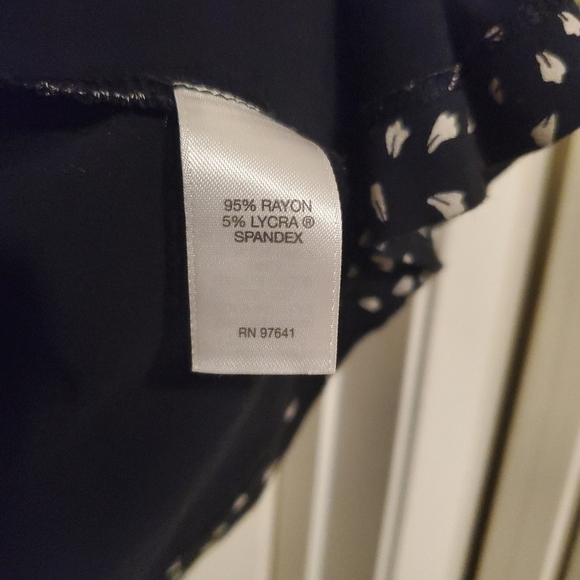 95% RAYON
5% LYCRA ®
SPANDEX
RN 97641